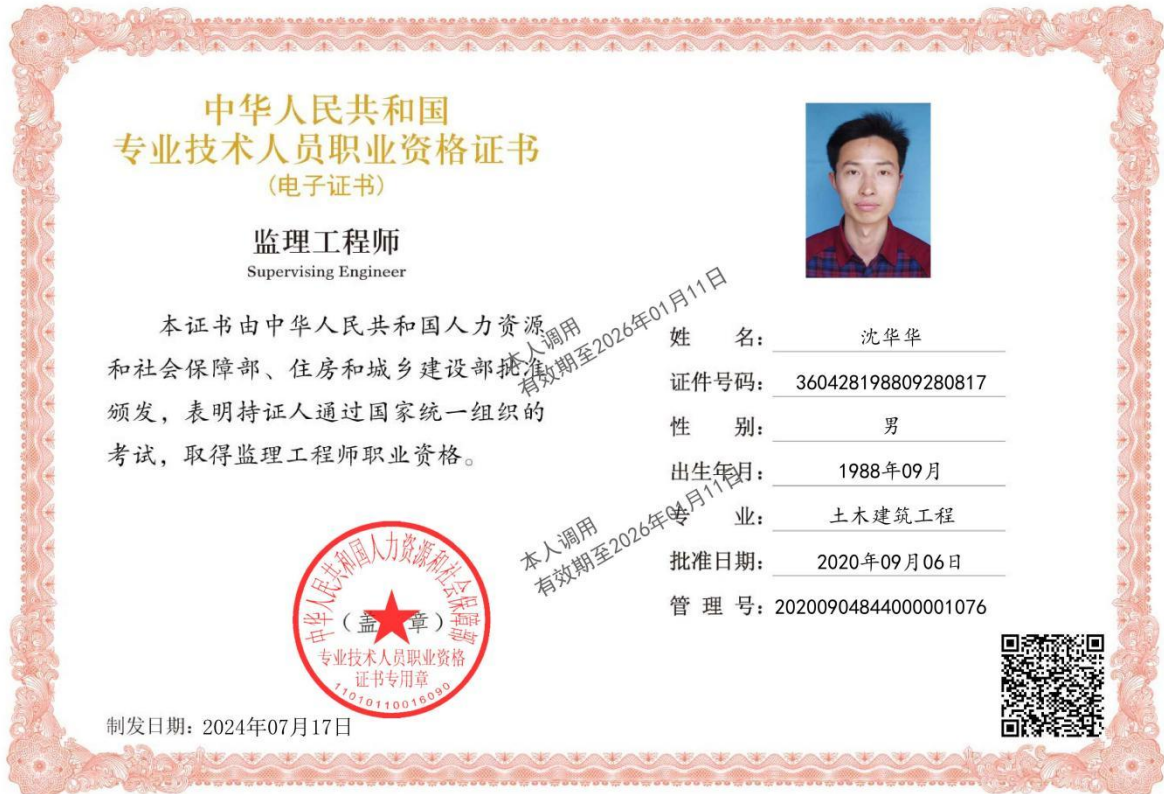 中华人民共和国
专业技术人员职业资格证书
(电子证书)
监理工程师
Supervising Engineer
本证书由中华人民共和国人力资源
和社会保障部、住房和城乡建设部批准
颁发，表明持证人通过国家统一组织的
考试，取得监理工程师职业资格。
本人调用
有效期至2026年01月11日
姓 名： 沈华华
证件号码： 360428198809280817
性 别： 男
出生年月： 1988年09月
专 业： 土木建筑工程
批准日期： 2020年09月06日
管 理 号： 20200904844000001076
本人调用
有效期至2026年01月11日
中华人民共和国人力资源和社会保障部
（盖 章）
专业技术人员职业资格
证书专用章
11010110016090
制发日期：2024年07月17日